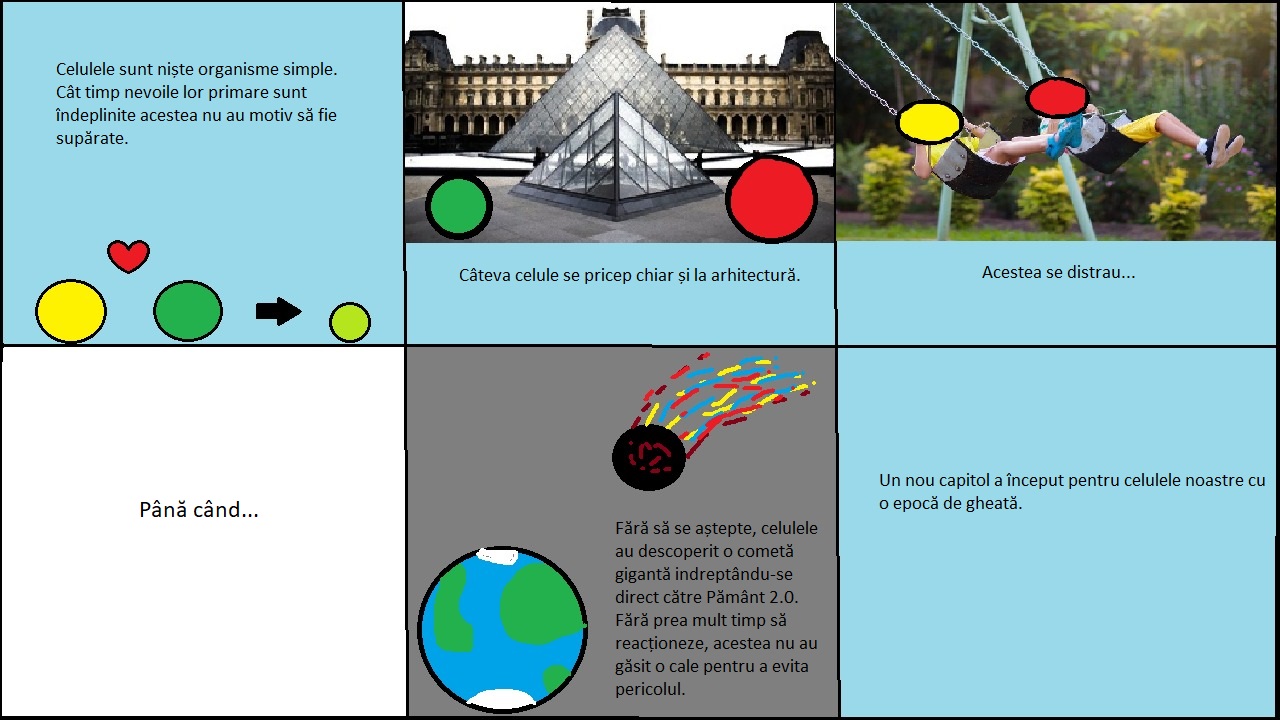 Celulele sunt niște organisme simple.
Cât timp nevoile lor primare sunt
îndeplinite acestea nu au motiv să fie
supărate.
Câteva celule se pricep chiar și la arhitectură.
Acestea se distrau...
Până când...
Fără să se aștepte, celulele
au descoperit o cometă
gigantă indreptându-se
direct către Pământ 2.0.
Fără prea mult timp să
reacționeze, acestea nu au
găsit o cale pentru a evita
pericolul.
Un nou capitol a început pentru celulele noastre cu
o epocă de gheată.